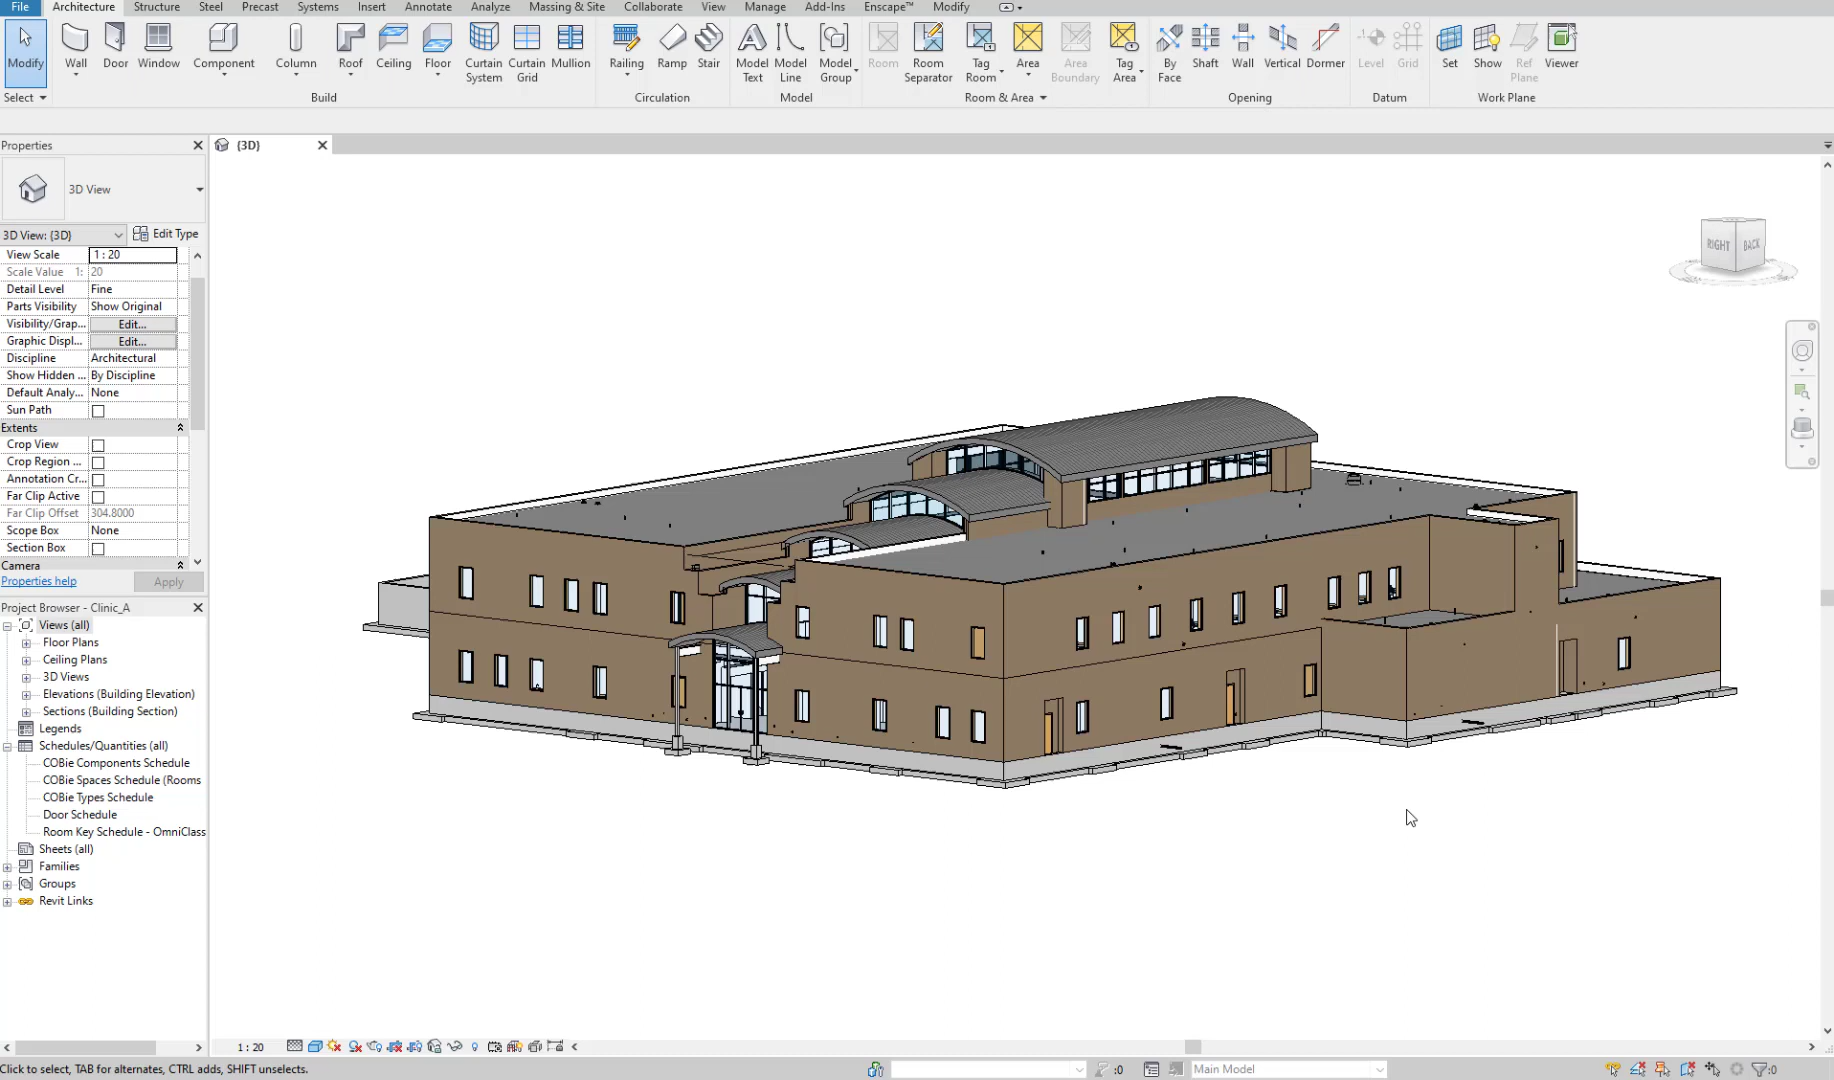 File Architecture Structure Steel Precast Systems Insert Annotate Analyze Massing & Site Collaborate View Manage Add-Ins Enscape™ Modify
Modify Wall Door Window Component Column Roof Ceiling Floor Curtain System Curtain Grid Mullion Railing Ramp Stair Model Text Model Line Model Group Room Room Separator Tag Room Area Area Boundary Tag Area By Face Shaft Wall Vertical Dormer Level Grid Set Show Ref Plane Viewer
Select Build Circulation Model Room & Area Opening Datum Work Plane
Properties
{3D}
3D View
3D View: {3D} Edit Type
View Scale 1 : 20
Scale Value 1: 20
Detail Level Fine
Parts Visibility Show Original
Visibility/Grap... Edit...
Graphic Displ... Edit...
Discipline Architectural
Show Hidden ... By Discipline
Default Analy... None
Sun Path
Extents
Crop View
Crop Region ...
Annotation Cr...
Far Clip Active
Far Clip Offset 304.8000
Scope Box None
Section Box
Camera
Properties help Apply
Project Browser - Clinic_A
Views (all)
Floor Plans
Ceiling Plans
3D Views
Elevations (Building Elevation)
Sections (Building Section)
Legends
Schedules/Quantities (all)
COBie Components Schedule
COBie Spaces Schedule (Rooms
COBie Types Schedule
Door Schedule
Room Key Schedule - OmniClass
Sheets (all)
Families
Groups
Revit Links
RIGHT BACK
1 : 20
Click to select, TAB for alternates, CTRL adds, SHIFT unselects.
:0
Main Model
:0